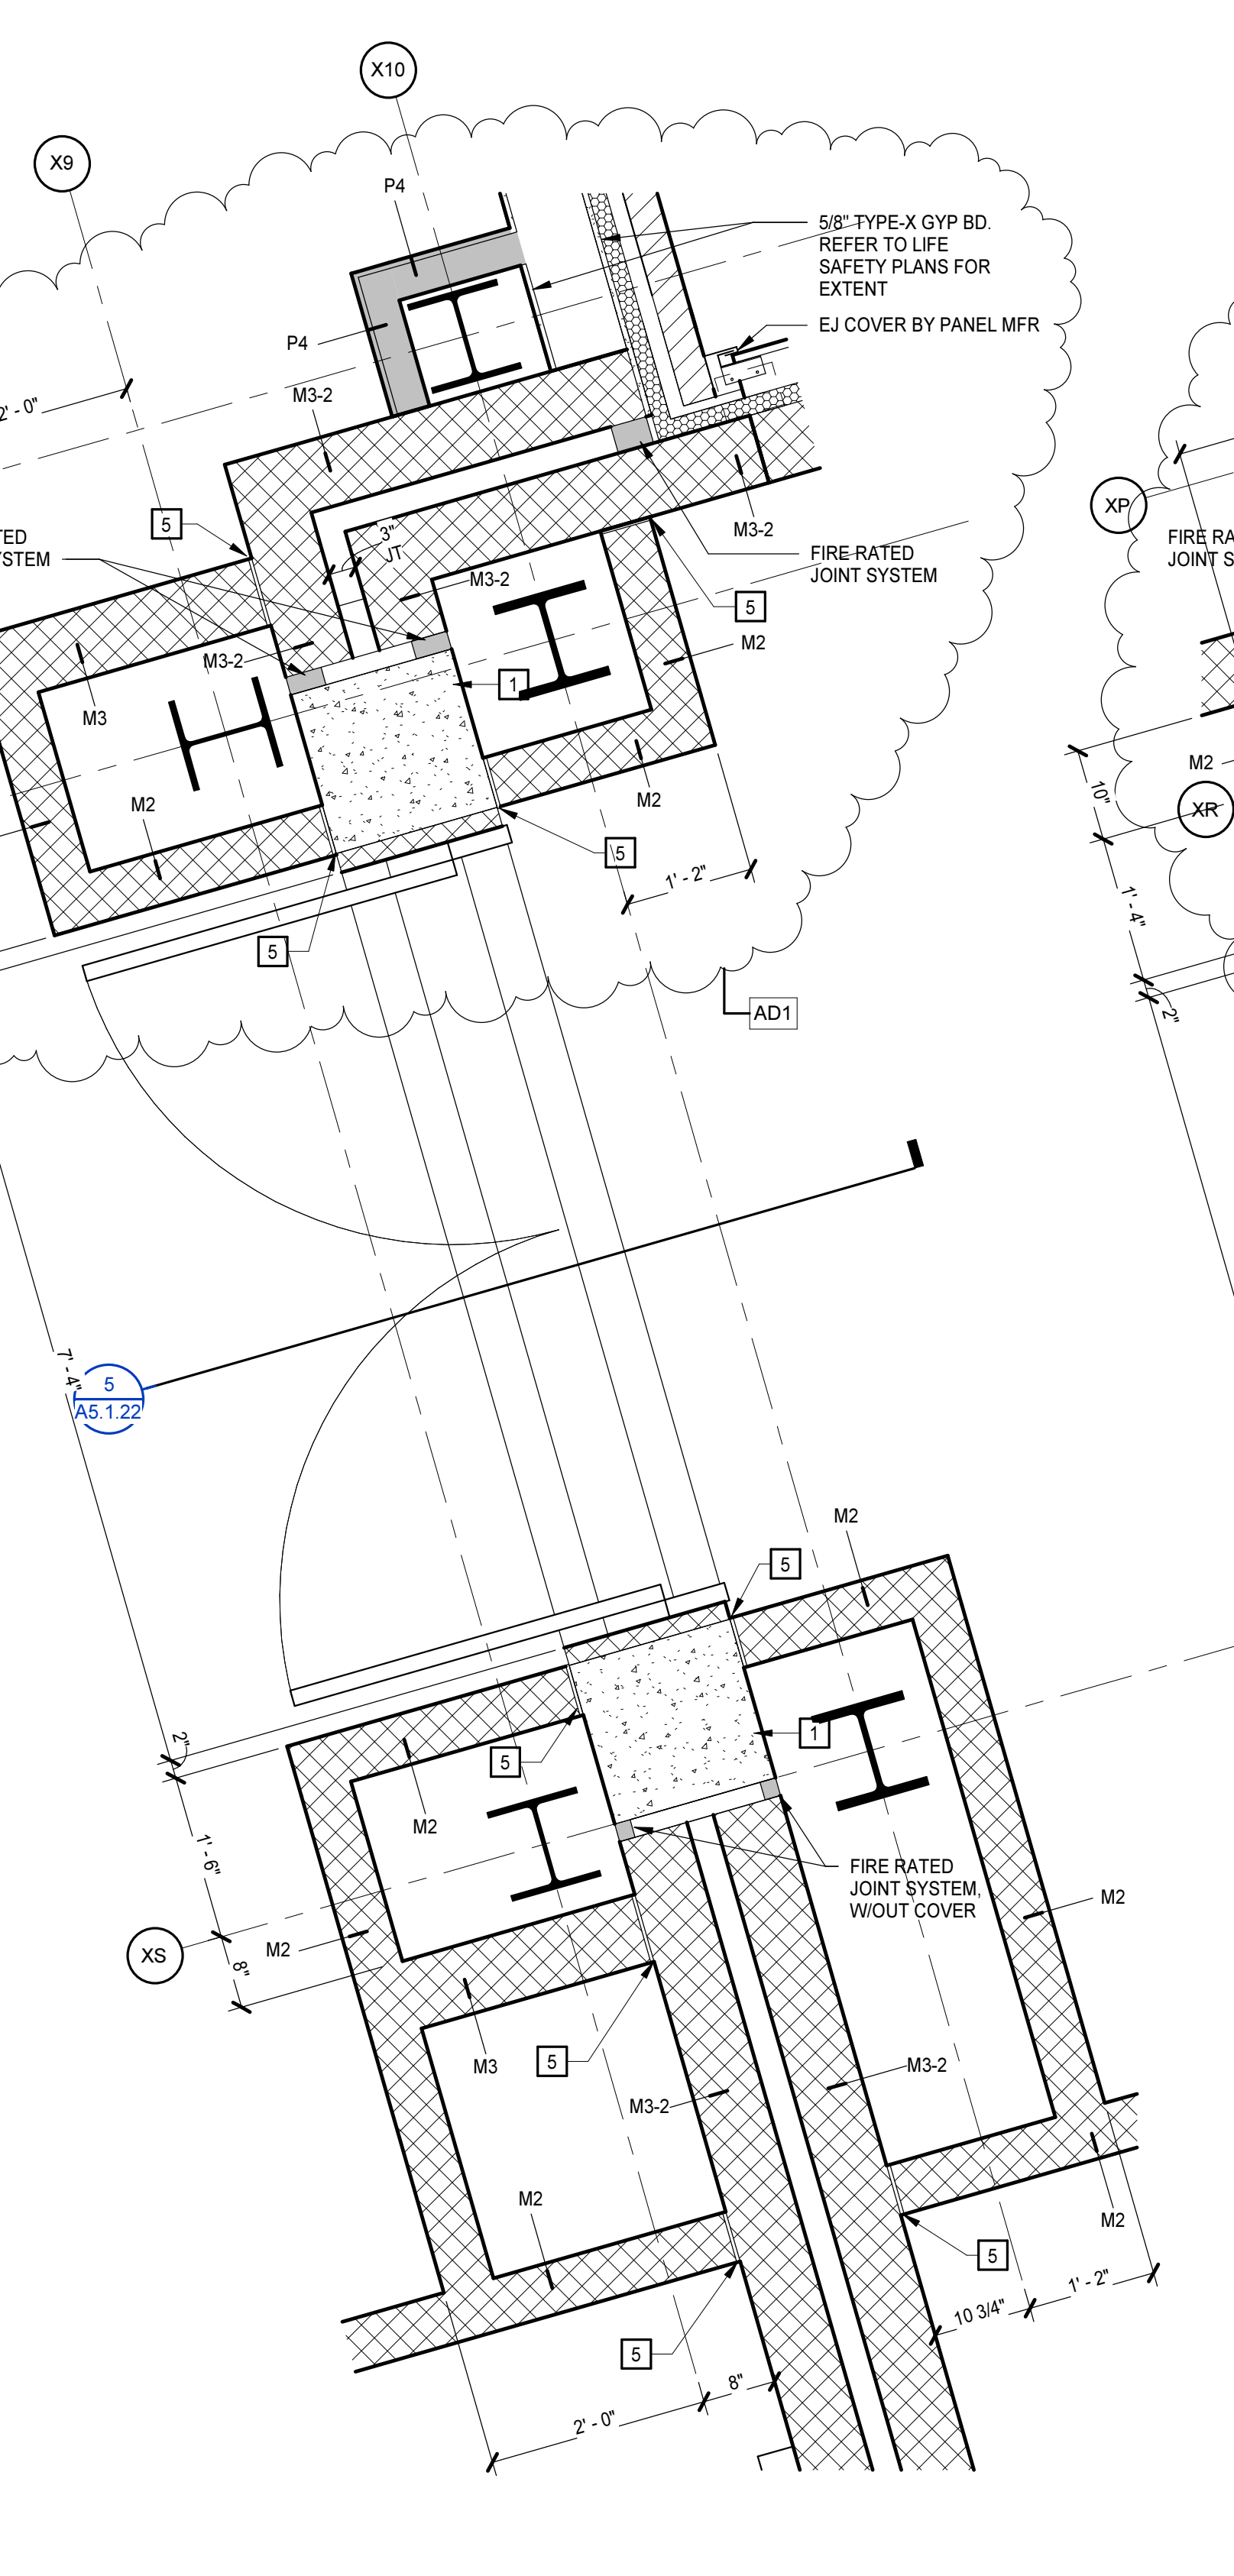 X10
X9
P4
5/8" TYPE-X GYP BD.
REFER TO LIFE
SAFETY PLANS FOR
EXTENT
EJ COVER BY PANEL MFR
P4
M3-2
2' - 0"
XP
5
3"
JT
M3-2
TED
YSTEM
FIRE RATED
JOINT SYSTEM
FIRE RA
JOINT S
M3-2
5
M2
M3-2
1
M3
M2
M2
M2
10"
XR
5
1' - 2"
1' - 4"
5
AD1
2"
7' - 4"
5
A5.1.22
M2
5
2"
1
5
M2
1' - 6"
FIRE RATED
JOINT SYSTEM,
W/OUT COVER
M2
XS
M2
8"
5
M3
M3-2
M3-2
M2
M2
5
1' - 2"
10 3/4"
5
8"
2' - 0"